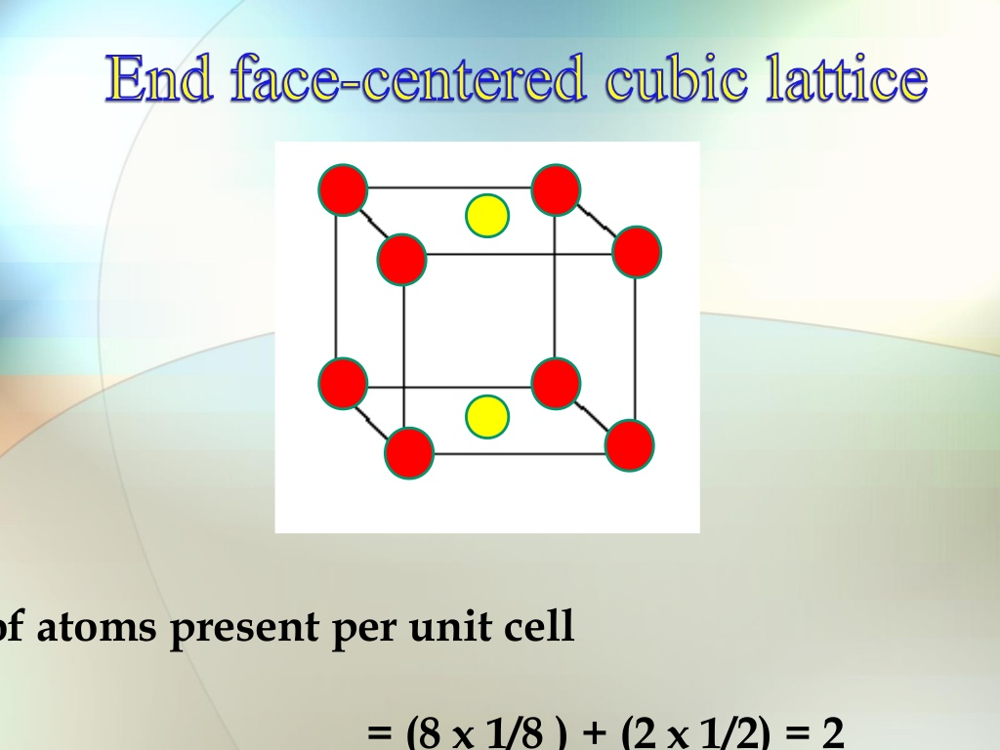 End face-centered cubic lattice
of atoms present per unit cell
= (8 x 1/8 ) + (2 x 1/2) = 2